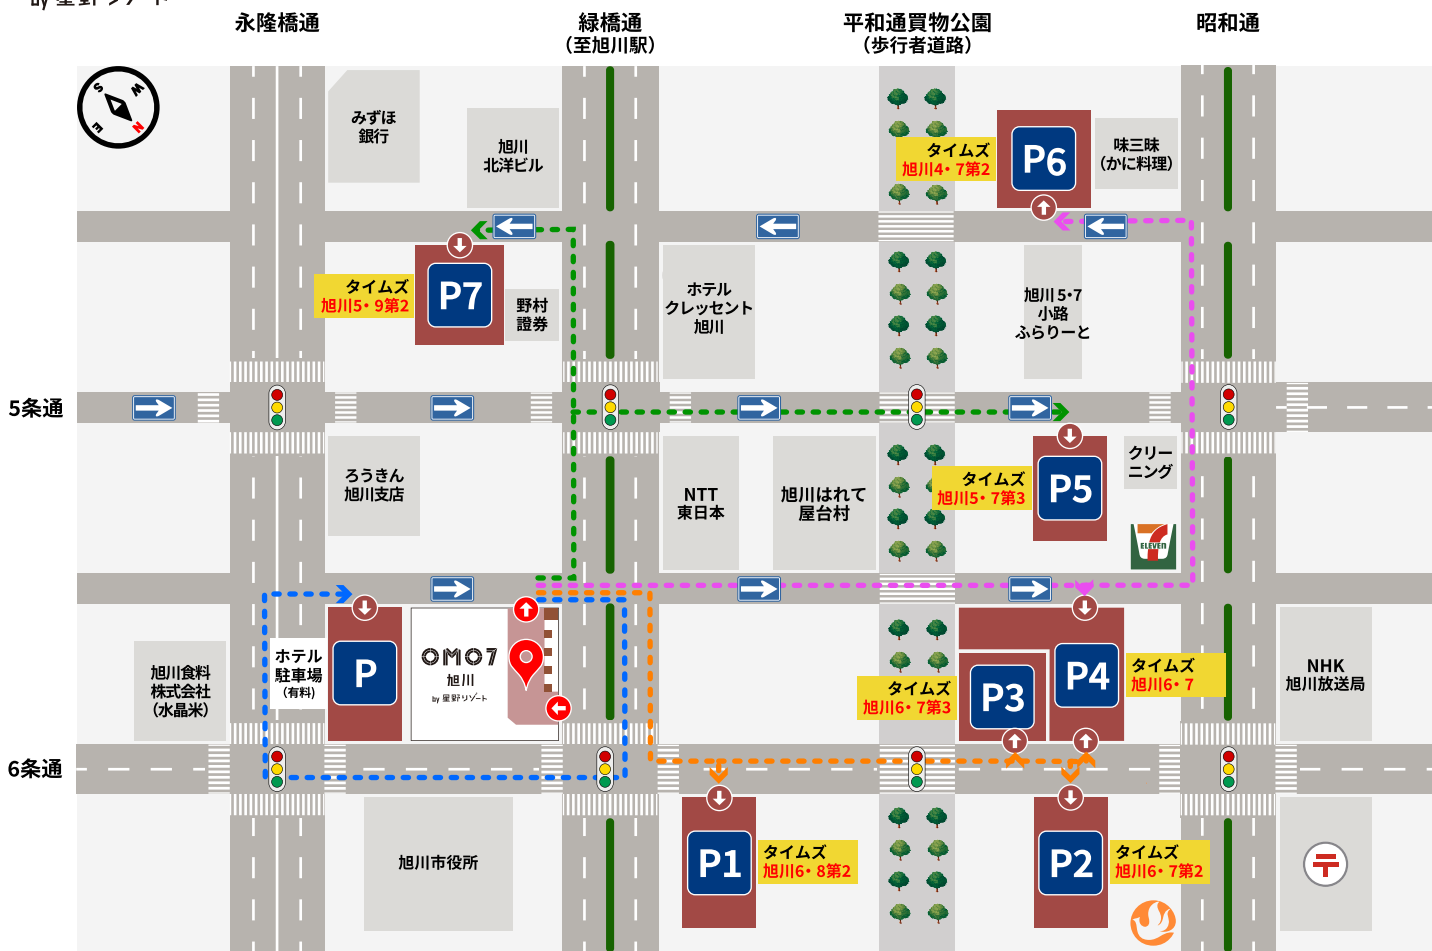 by 星野リゾート
永隆橋通
緑橋通
(至旭川駅)
平和通買物公園
(歩行者道路)
昭和通
S
W
E
N
みずほ
銀行
旭川
北洋ビル
タイムズ
旭川4・7第2
P6
味三昧
(かに料理)
タイムズ
旭川5・9第2
P7
野村
證券
ホテル
クレッセント
旭川
旭川 5・7
小路
ふらりーと
5条通
ろうきん
旭川支店
NTT
東日本
旭川はれて
屋台村
タイムズ
旭川5・7第3
P5
クリー
ニング
7
ELEVEn
旭川食料
株式会社
(水晶米)
ホテル
駐車場
(有料)
P
OMO7
旭川
by 星野リゾート
タイムズ
旭川6・7第3
P3
P4
タイムズ
旭川6・7
NHK
旭川放送局
6条通
旭川市役所
P1
タイムズ
旭川6・8第2
P2
タイムズ
旭川6・7第2
〒